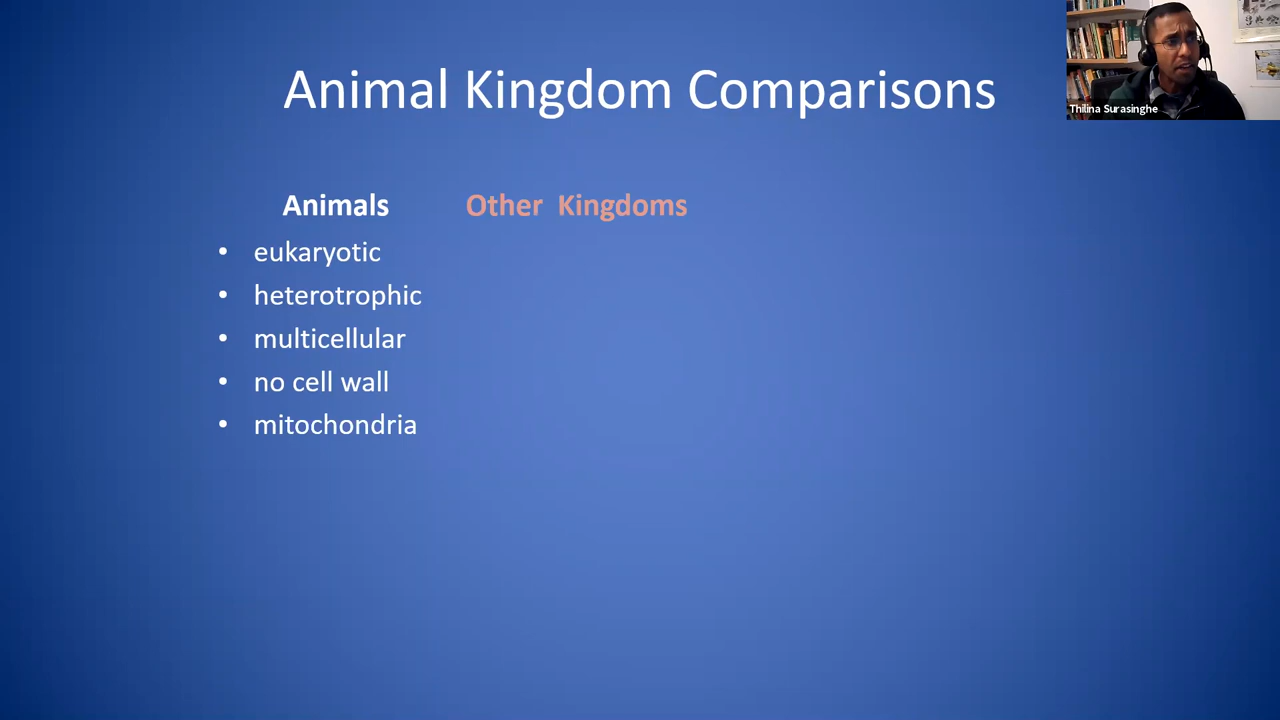 Animal Kingdom Comparisons
Thilina Surasinghe
Animals
Other Kingdoms
• eukaryotic
• heterotrophic
• multicellular
• no cell wall
• mitochondria